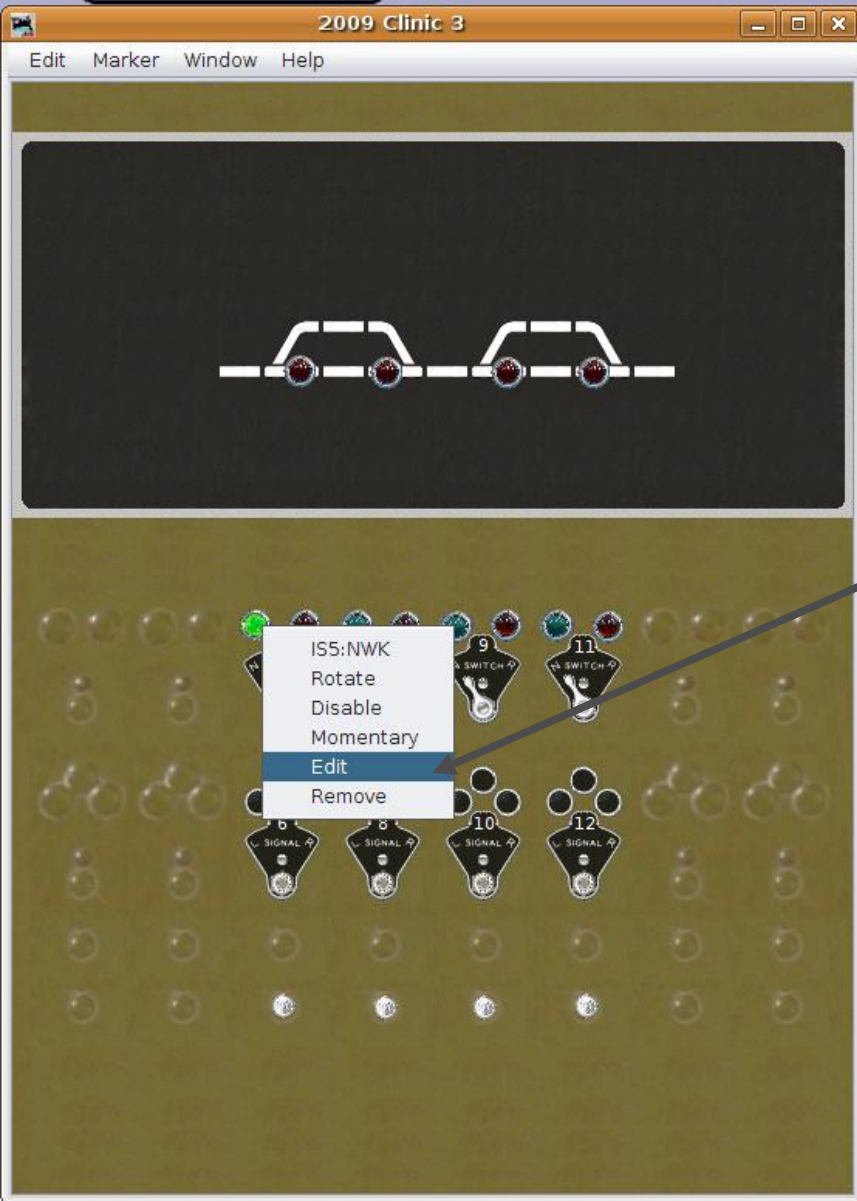 2009 Clinic 3
Edit Marker Window Help
IS5:NWK
Rotate
Disable
Momentary
Edit
Remove
N
9
SWITCH R
11
N SWITCH R
6
L SIGNAL R
8
L SIGNAL R
10
L SIGNAL R
12
L SIGNAL R